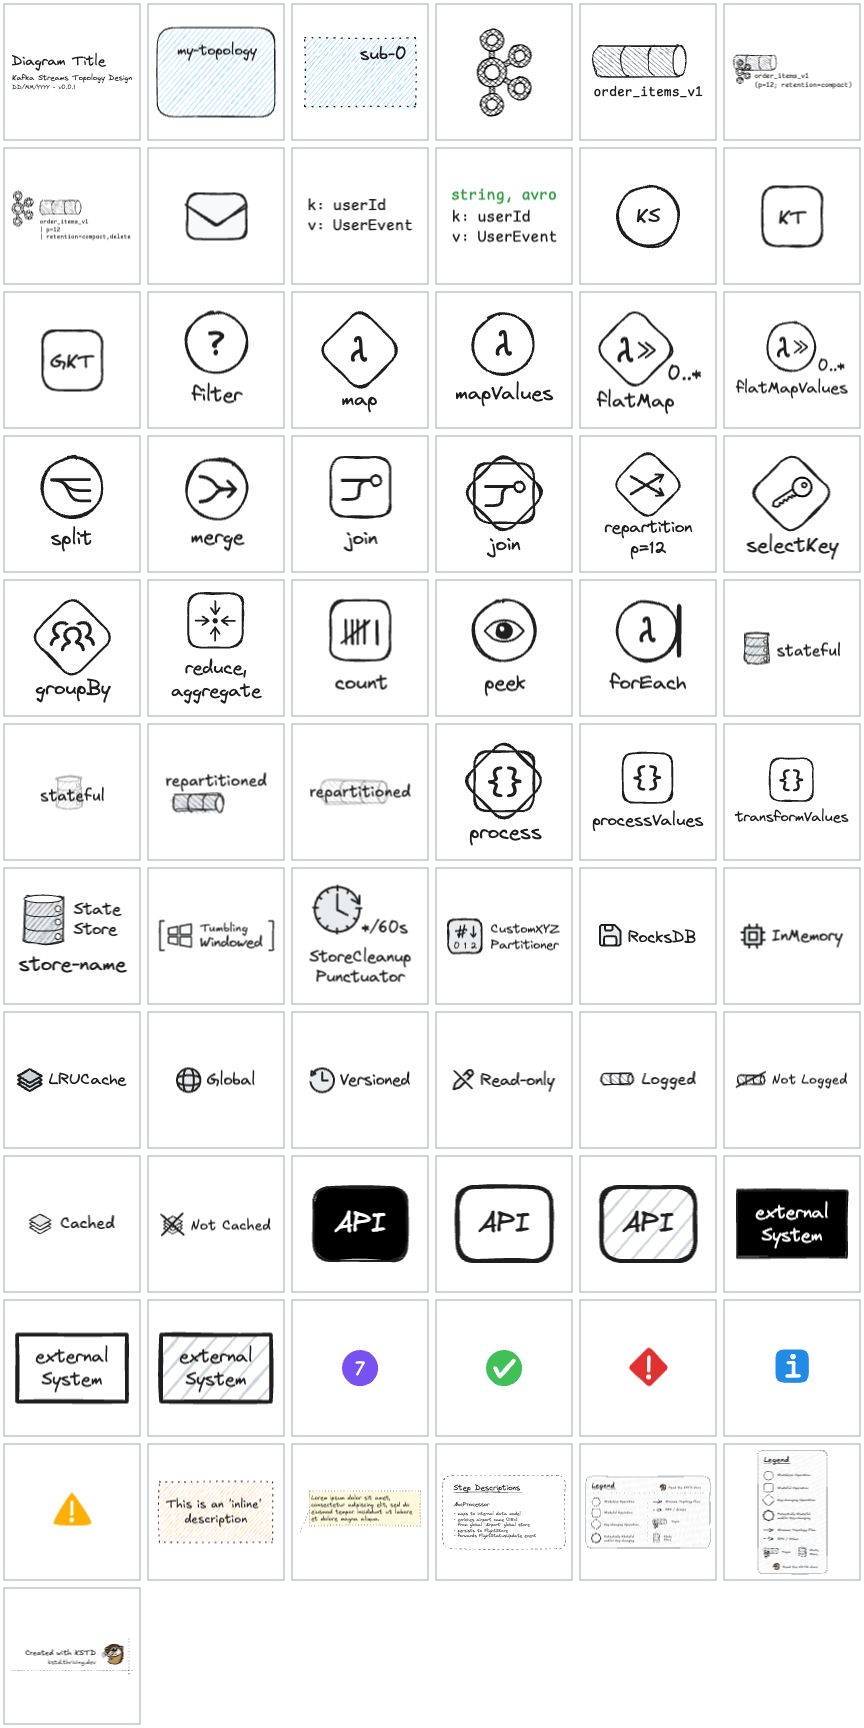 Diagram Title
Kafka Streams Topology Design
DD/MM/YYYY - v0.0.1
my-topology
sub-0
order_items_v1
order_items_v1
(p=12; retention=compact)
order_items_v1
| p=12
| retention=compact,delete
k: userId
v: UserEvent
string, avro
k: userId
v: UserEvent
KS
KT
GKT
?
filter
λ
map
λ
mapValues
λ»
0..*
flatMap
λ»
0..*
flatMapValues
split
merge
join
join
repartition
p=12
selectKey
groupBy
reduce,
aggregate
count
peek
λ
forEach
stateful
stateful
repartitioned
repartitioned
{}
process
{}
processValues
{}
transformValues
State
Store
store-name
[Tumbling
Windowed]
*/60s
StoreCleanup
Punctuator
#↓
012
CustomXYZ
Partitioner
RocksDB
InMemory
LRUCache
Global
Versioned
Read-only
Logged
Not Logged
Cached
Not Cached
API
API
API
external
System
external
System
external
System
7
!
i
!
This is an 'inline'
description
Lorem ipsum dolor sit amet,
consectetur adipiscing elit, sed do
eiusmod tempor incididunt ut labore
et dolore magna aliqua.
Step Descriptions
Legend
Legend
Created with KSTD
kstd.thriving.dev